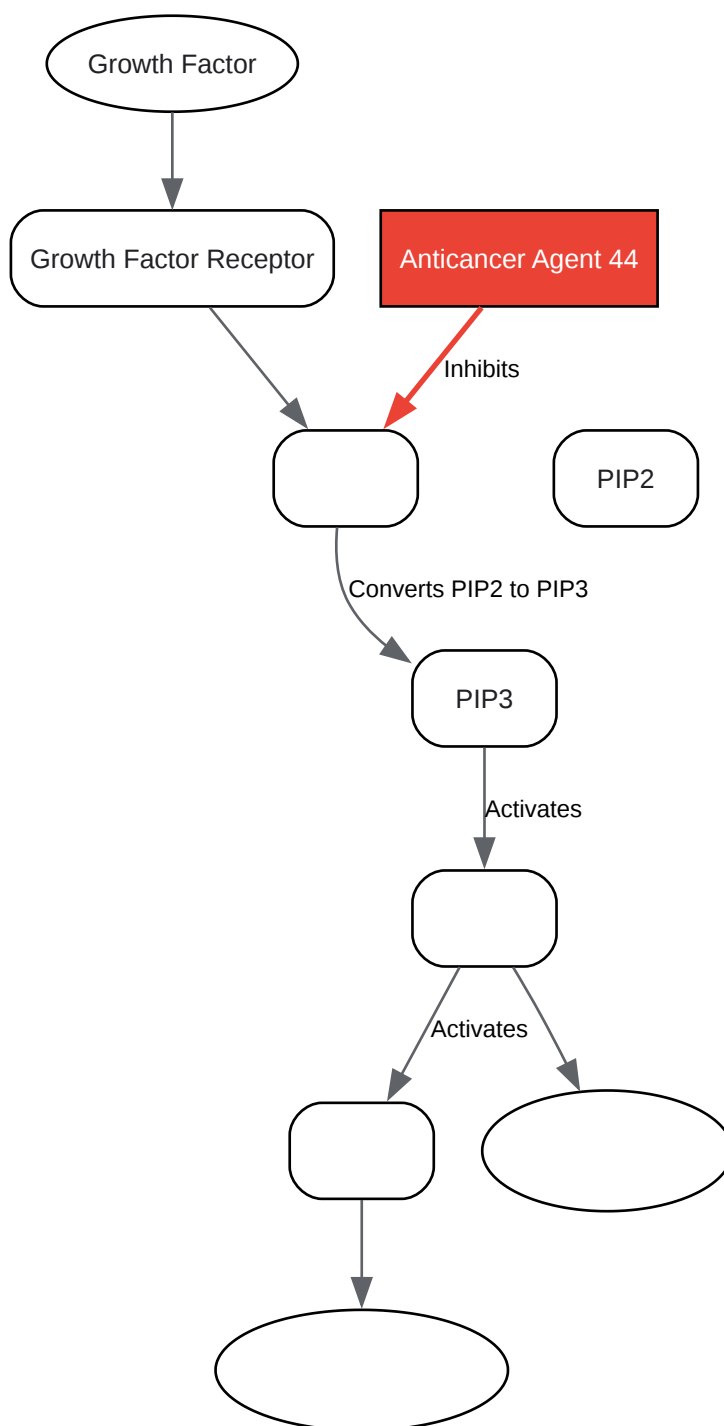 Growth Factor
Growth Factor Receptor
Anticancer Agent 44
Inhibits
PIP2
Converts PIP2 to PIP3
PIP3
Activates
Activates